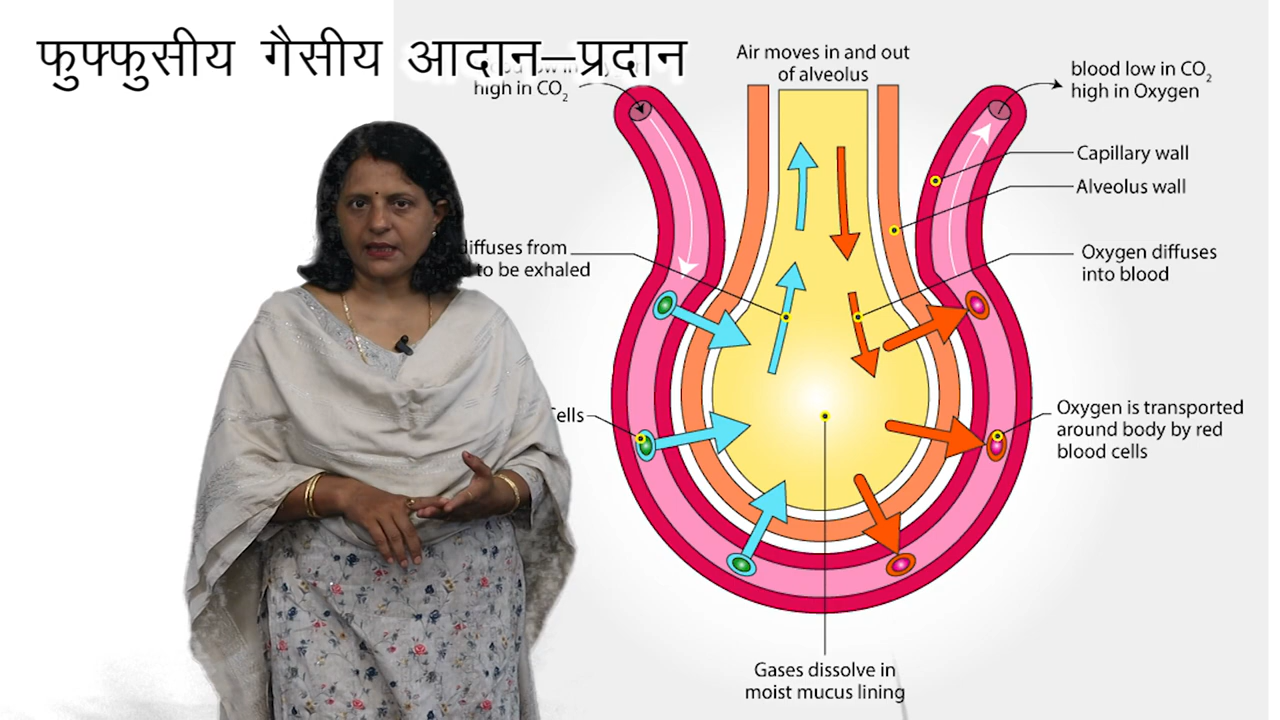 फुफ्फुसीय गैसीय आदान–प्रदान
high in CO2
Air moves in and out
of alveolus
blood low in CO2
high in Oxygen
Capillary wall
Alveolus wall
diffuses from
to be exhaled
Oxygen diffuses
into blood
Cells
Oxygen is transported
around body by red
blood cells
Gases dissolve in
moist mucus lining